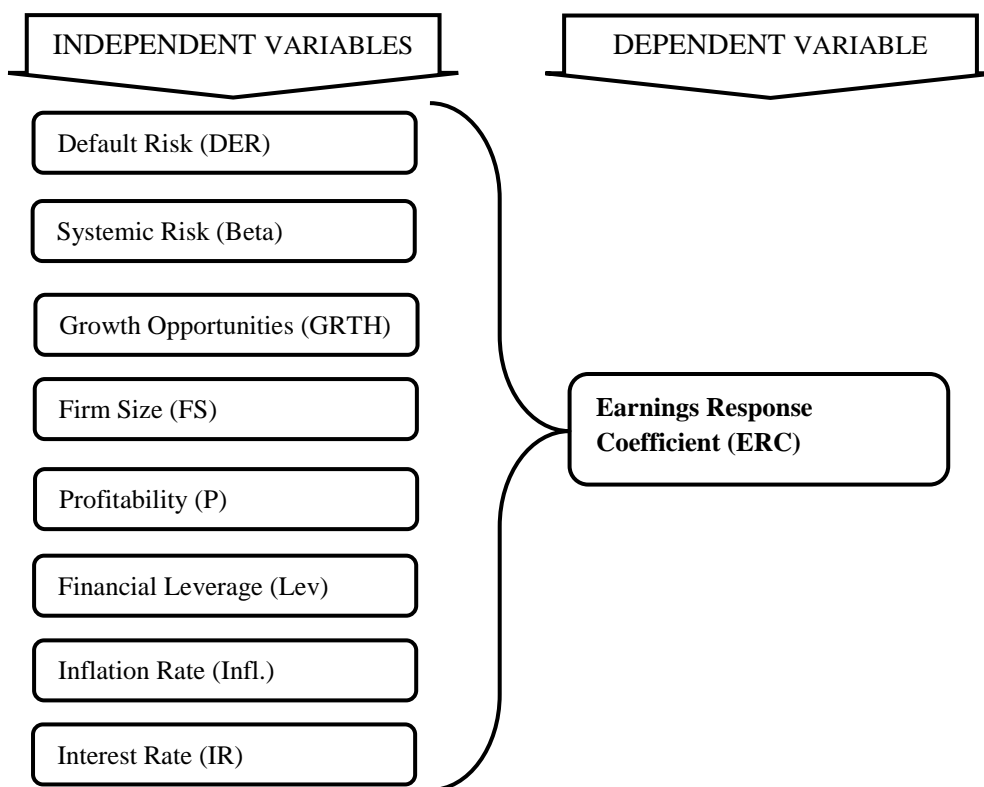 INDEPENDENT VARIABLES
DEPENDENT VARIABLE
Default Risk (DER)
Systemic Risk (Beta)
Growth Opportunities (GRTH)
Firm Size (FS)
Profitability (P)
Financial Leverage (Lev)
Inflation Rate (Infl.)
Interest Rate (IR)
Earnings Response
Coefficient (ERC)